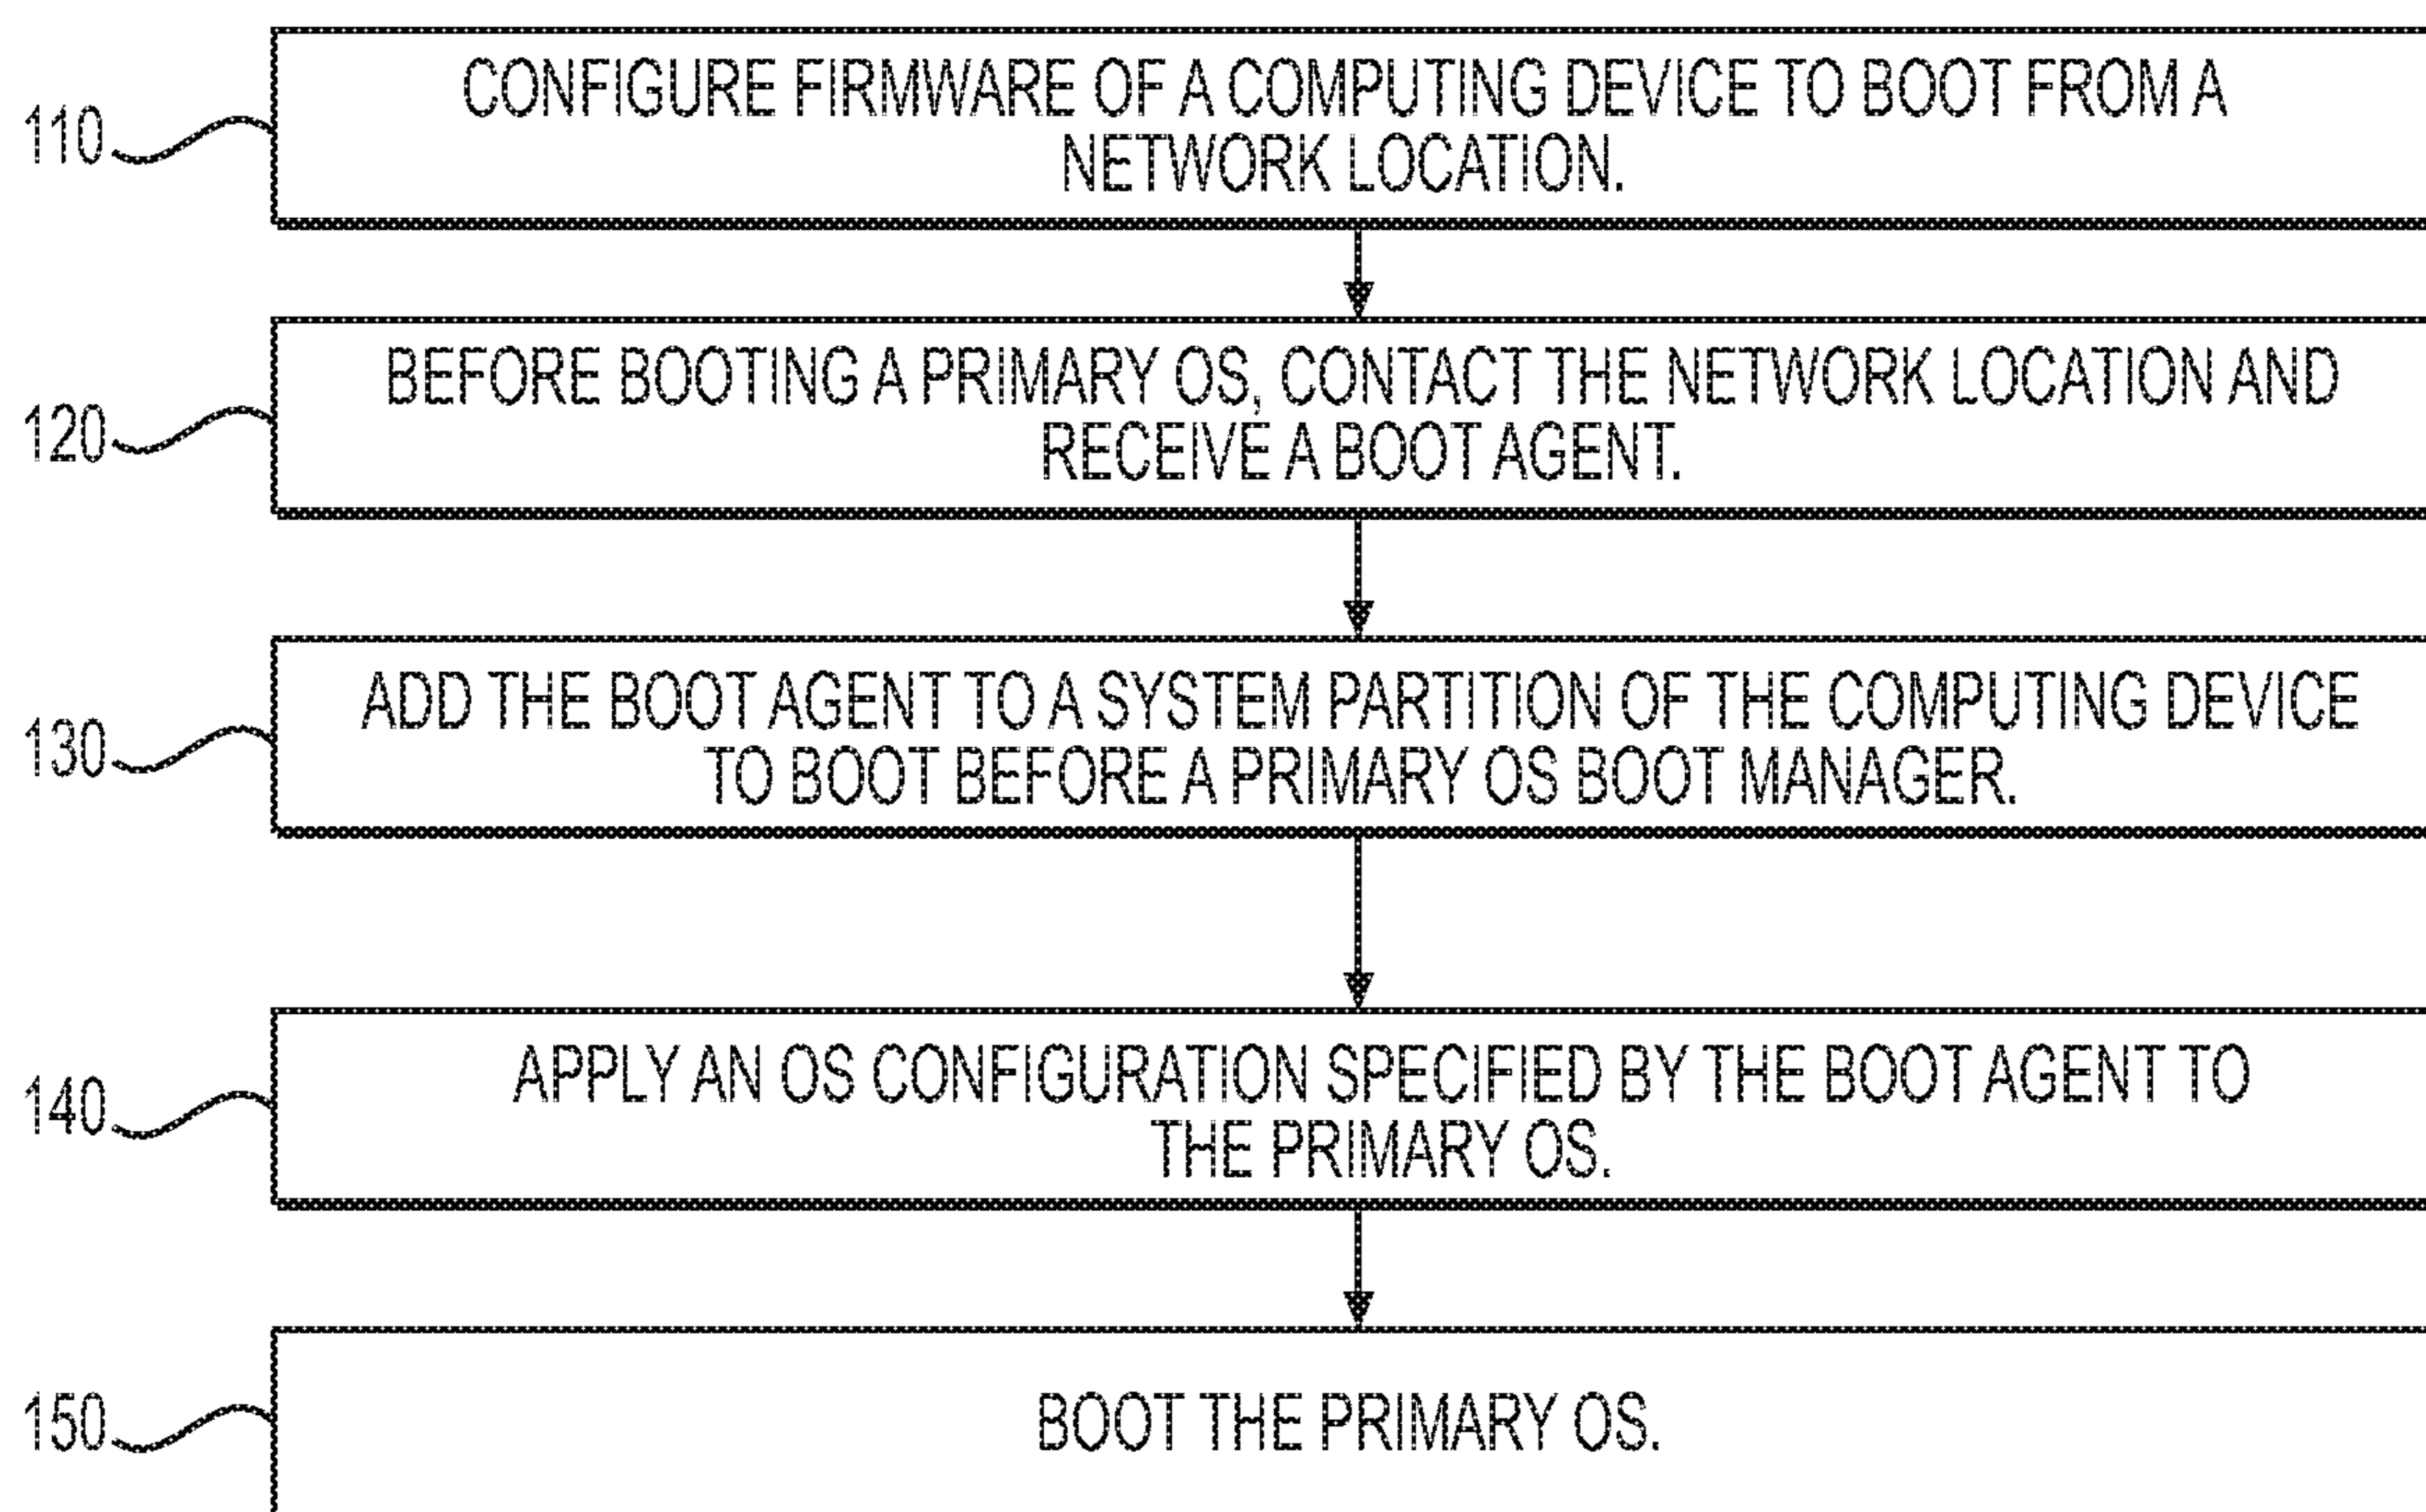 110
CONFIGURE FIRMWARE OF A COMPUTING DEVICE TO BOOT FROM A
NETWORK LOCATION.
120
BEFORE BOOTING A PRIMARY OS, CONTACT THE NETWORK LOCATION AND
RECEIVE A BOOT AGENT.
130
ADD THE BOOT AGENT TO A SYSTEM PARTITION OF THE COMPUTING DEVICE
TO BOOT BEFORE A PRIMARY OS BOOT MANAGER.
140
APPLY AN OS CONFIGURATION SPECIFIED BY THE BOOT AGENT TO
THE PRIMARY OS.
150
BOOT THE PRIMARY OS.